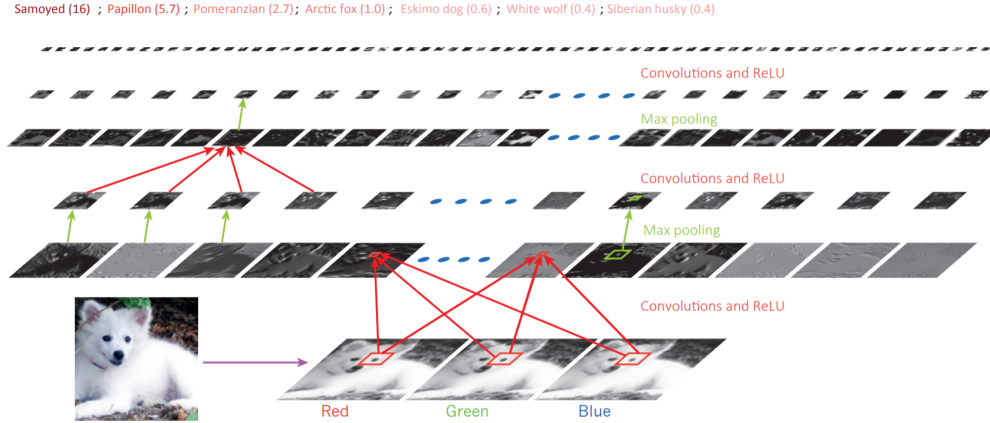 Samoyed (16) ; Papillon (5.7) ; Pomeranzian (2.7) ; Arctic fox (1.0) ; Eskimo dog (0.6) ; White wolf (0.4) ; Siberian husky (0.4)
Convolutions and ReLU
Max pooling
Convolutions and ReLU
Max pooling
Convolutions and ReLU
Red Green Blue